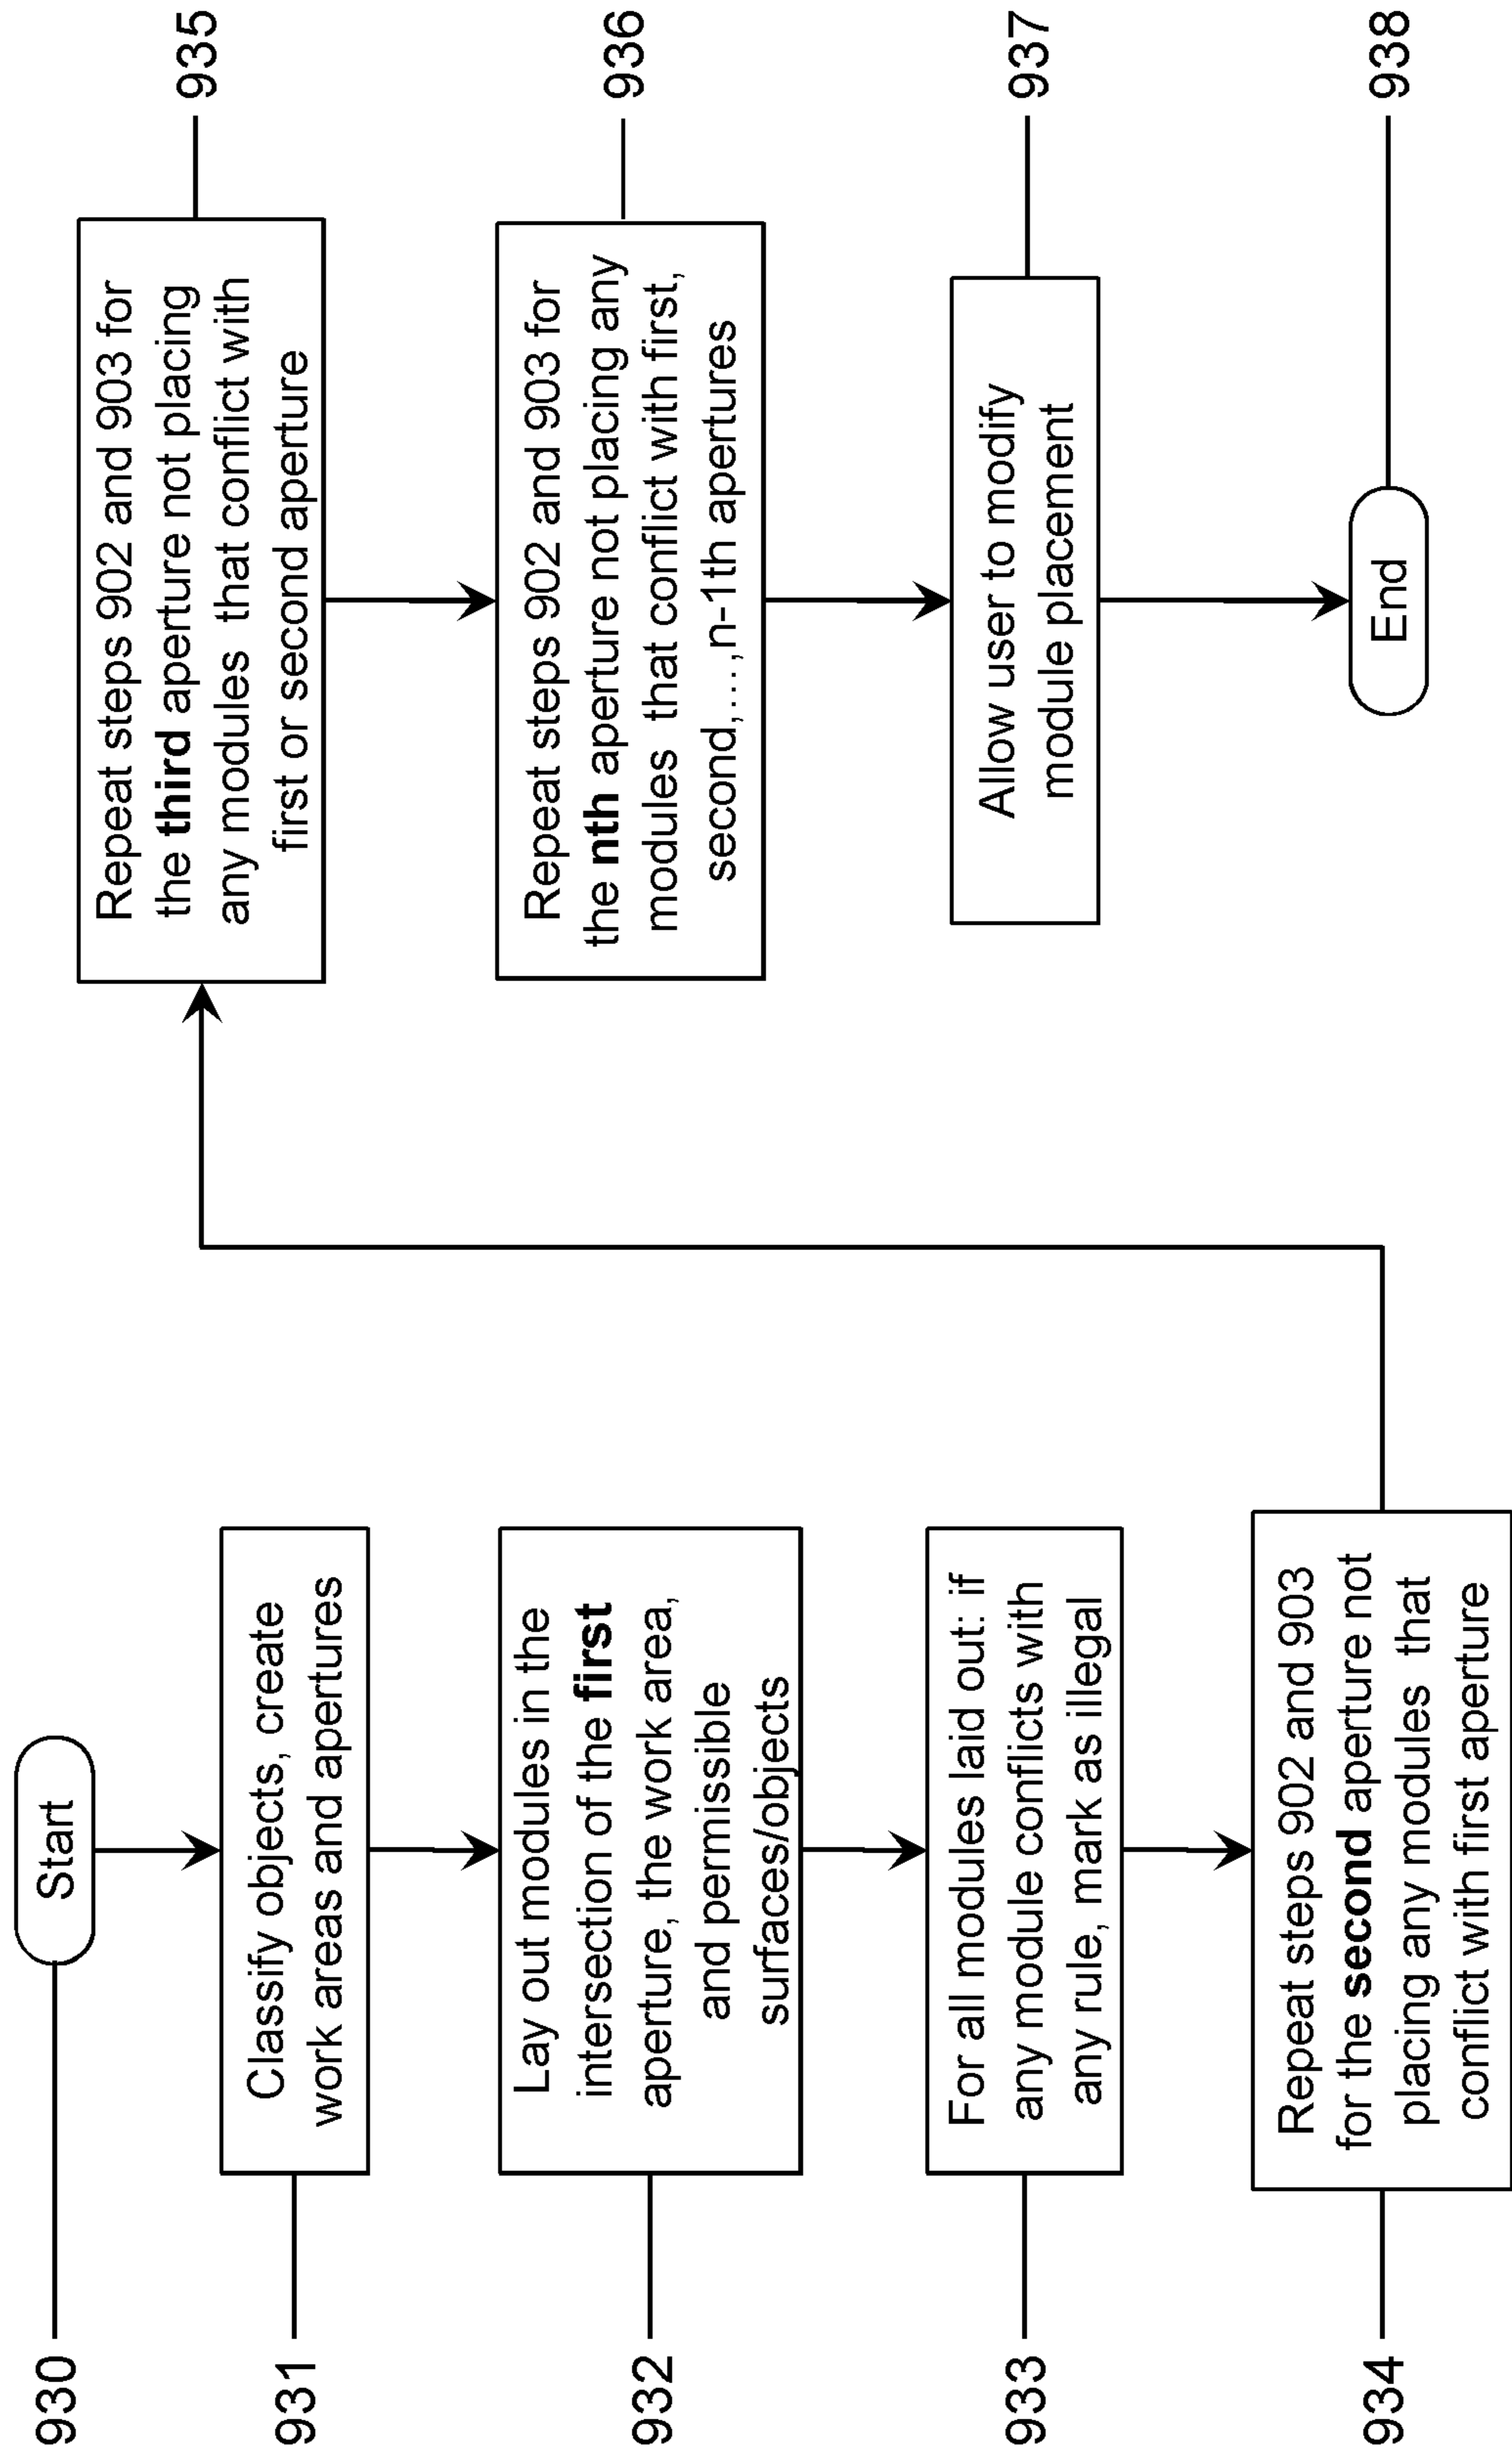 930
Start
931
Classify objects, create
work areas and apertures
932
Lay out modules in the
intersection of the first
aperture, the work area,
and permissible
surfaces/objects
933
For all modules laid out: if
any module conflicts with
any rule, mark as illegal
934
Repeat steps 902 and 903
for the second aperture not
placing any modules that
conflict with first aperture
Repeat steps 902 and 903 for
the third aperture not placing
any modules that conflict with
first or second aperture
935
Repeat steps 902 and 903 for
the nth aperture not placing any
modules that conflict with first,
second,...,n-1th apertures
936
Allow user to modify
module placement
937
End
938